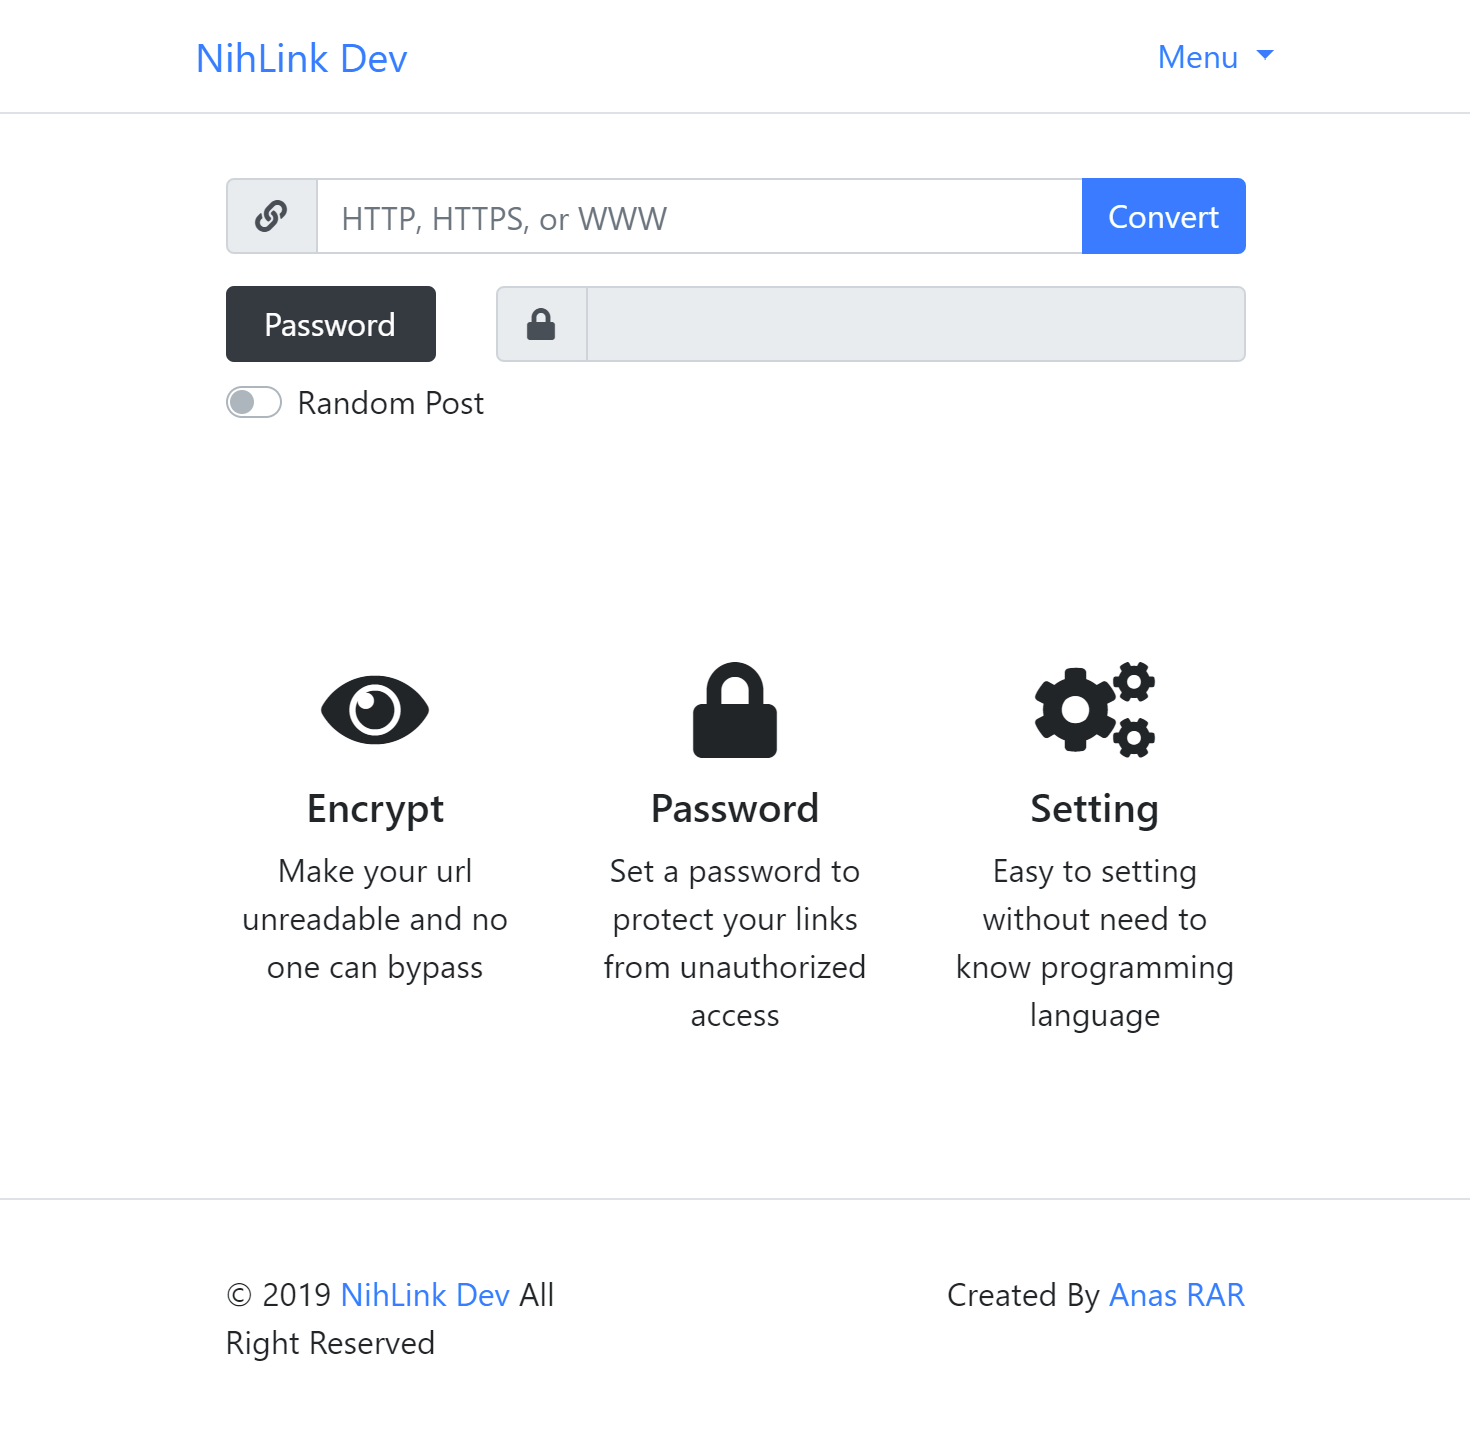 NihLink Dev
Menu
HTTP, HTTPS, or WWW
Convert
Password
Random Post
Encrypt
Make your url
unreadable and no
one can bypass
Password
Set a password to
protect your links
from unauthorized
access
Setting
Easy to setting
without need to
know programming
language
© 2019 NihLink Dev All
Right Reserved
Created By Anas RAR